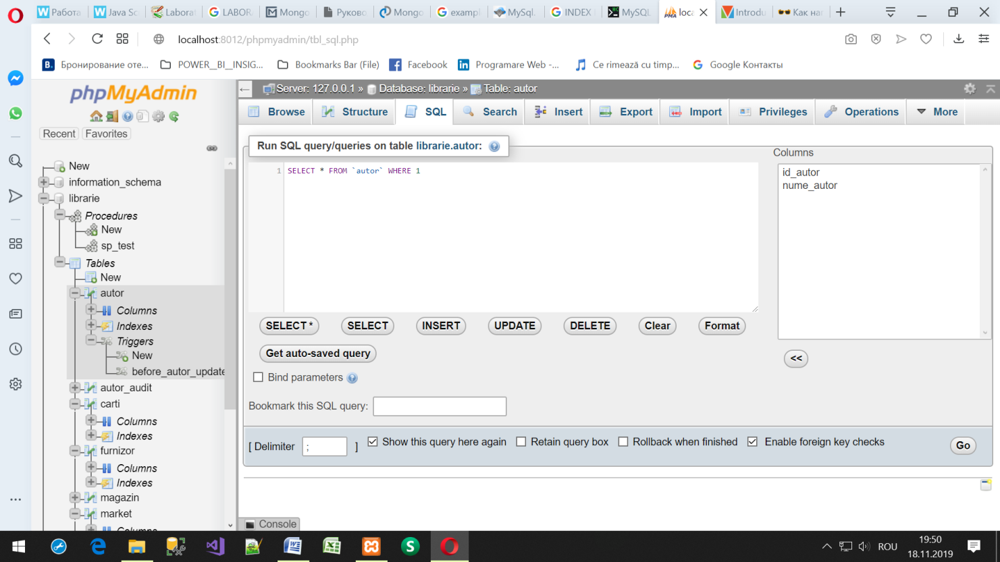 Работа
Java Sc
Laborat
LABOR
Mongo
Руково
Mongo
exampl
MySql.
INDEX
MySQL
loca
Introdu
Как на
localhost:8012/phpmyadmin/tbl_sql.php
Бронирование оте...
POWER__BI__INSIG...
Bookmarks Bar (File)
Facebook
Programare Web -...
Ce rimează cu timp...
Google Контакты
phpMyAdmin
Recent
Favorites
New
information_schema
librarie
Procedures
New
sp_test
Tables
New
autor
Columns
Indexes
Triggers
New
before_autor_update
autor_audit
carti
Columns
Indexes
furnizor
Columns
Indexes
magazin
market
Columns
Server: 127.0.0.1 » Database: librarie » Table: autor
Browse
Structure
SQL
Search
Insert
Export
Import
Privileges
Operations
More
Run SQL query/queries on table librarie.autor:
1 SELECT * FROM `autor` WHERE 1
Columns
id_autor
nume_autor
SELECT *
SELECT
INSERT
UPDATE
DELETE
Clear
Format
<<
Get auto-saved query
Bind parameters
Bookmark this SQL query:
[ Delimiter ; ]
Show this query here again
Retain query box
Rollback when finished
Enable foreign key checks
Go
Console
ROU
19:50
18.11.2019